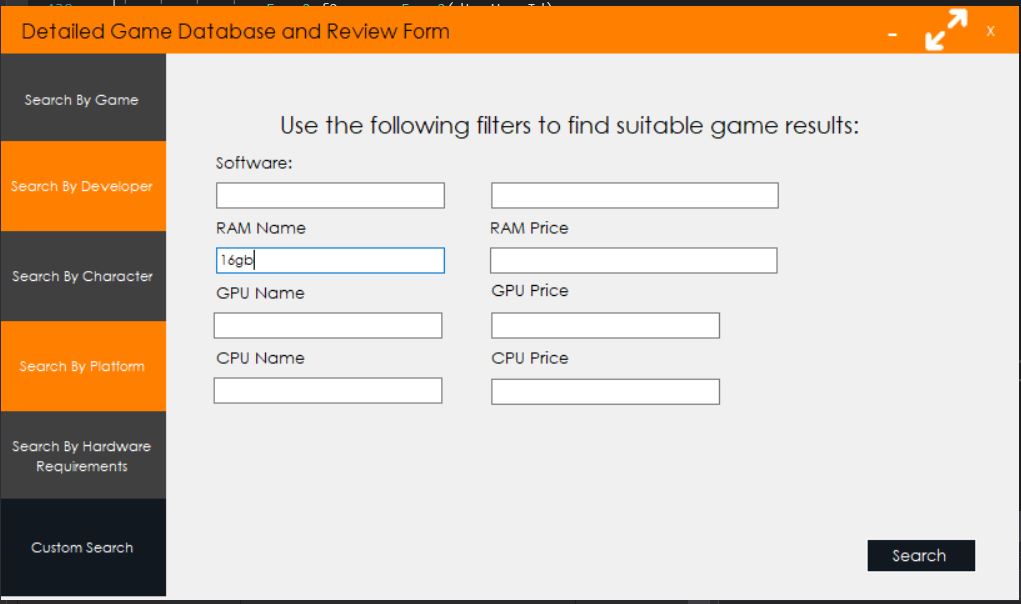 Detailed Game Database and Review Form
X
Search By Game
Search By Developer
Search By Character
Search By Platform
Search By Hardware
Requirements
Custom Search
Use the following filters to find suitable game results:
Software:
RAM Name RAM Price
16gb
GPU Name GPU Price
CPU Name CPU Price
Search